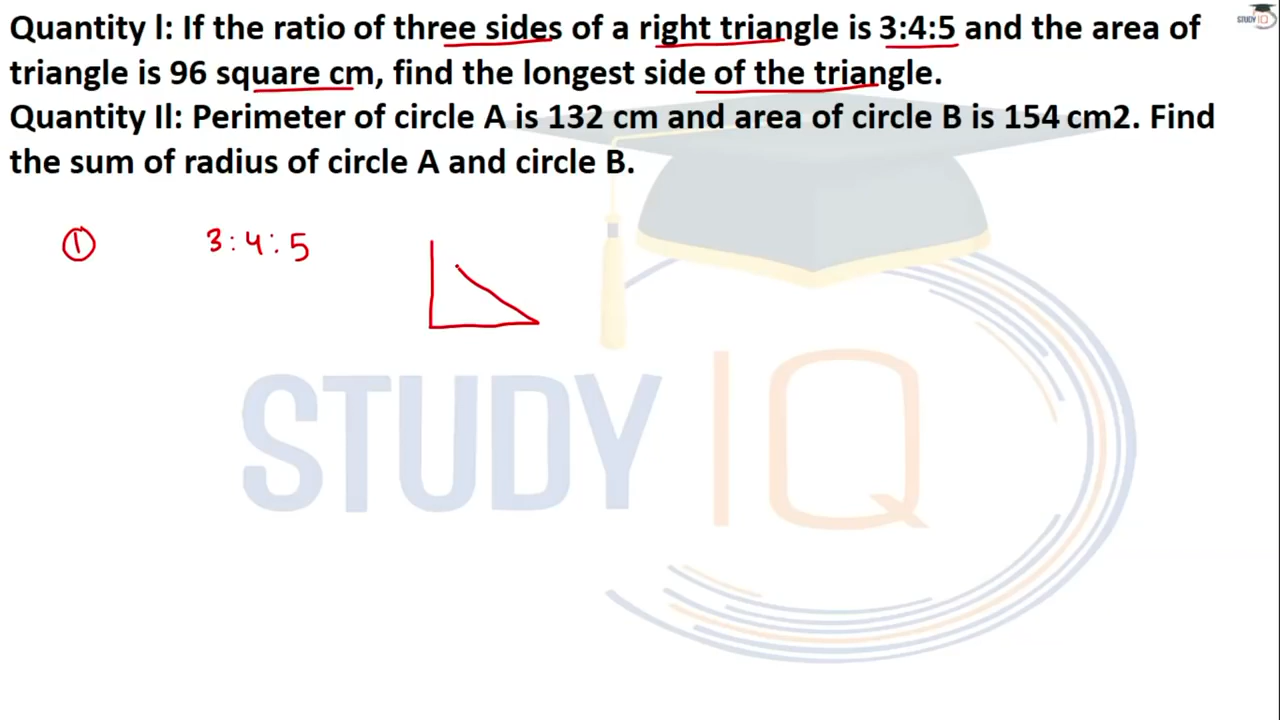 Quantity l: If the ratio of three sides of a right triangle is 3:4:5 and the area of
triangle is 96 square cm, find the longest side of the triangle.
Quantity Il: Perimeter of circle A is 132 cm and area of circle B is 154 cm2. Find
the sum of radius of circle A and circle B.
① 3:4:5
STUDY IQ
STUDY IQ